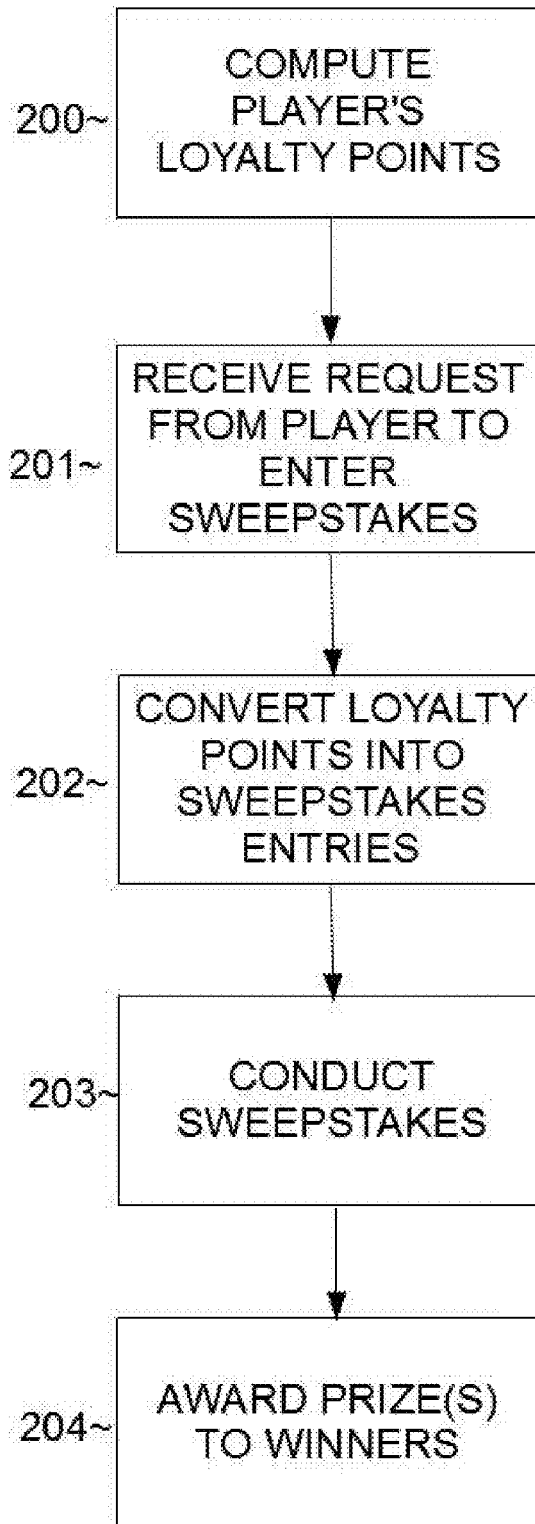 200~
COMPUTE
PLAYER'S
LOYALTY POINTS
201~
RECEIVE REQUEST
FROM PLAYER TO
ENTER
SWEEPSTAKES
202~
CONVERT LOYALTY
POINTS INTO
SWEEPSTAKES
ENTRIES
203~
CONDUCT
SWEEPSTAKES
204~
AWARD PRIZE(S)
TO WINNERS